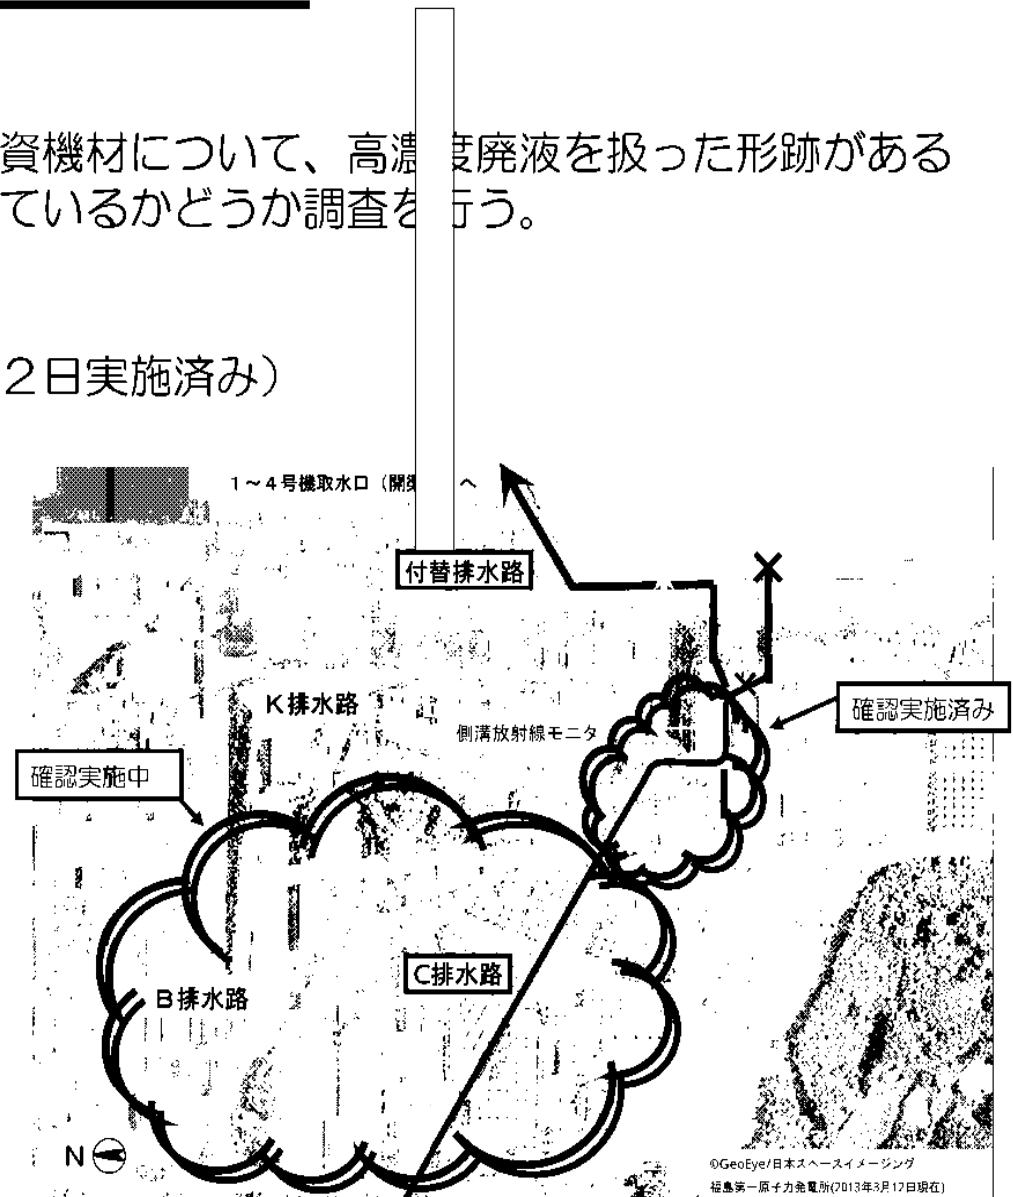 資機材について、高濃度廃液を扱った形跡がある
ているかどうか調査を行う。
２日実施済み）
１～４号機取水口（開渠 へ
付替排水路
K排水路
側溝放射線モニタ
確認実施済み
確認実施中
C排水路
B排水路
N
©GeoEye/日本スペースイメージング
福島第一原子力発電所(2013年3月17日現在)